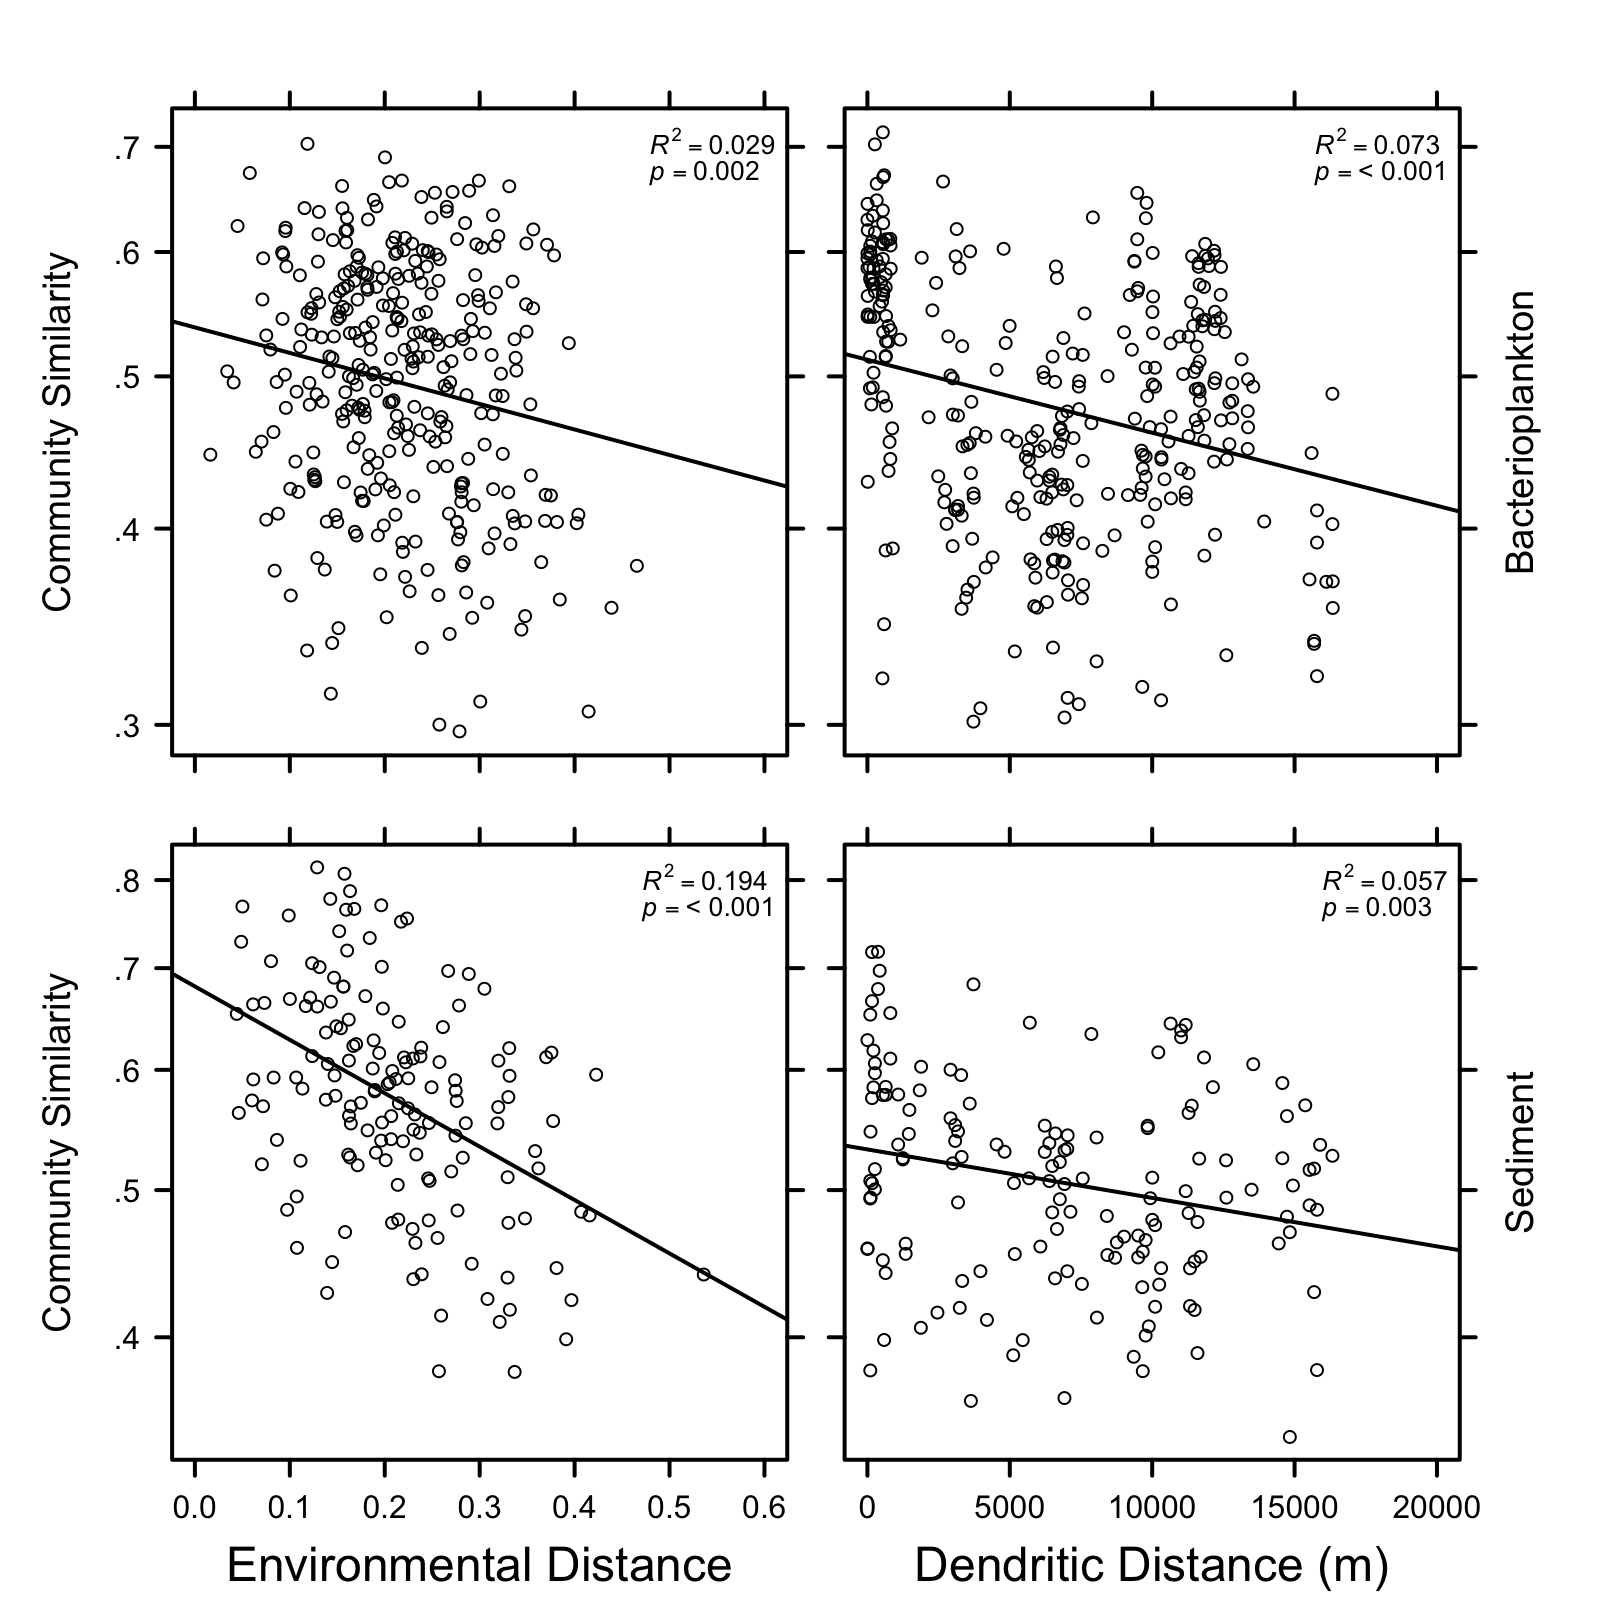 R² = 0.029
p = 0.002
R² = 0.073
p = < 0.001
.7
.6
.5
.4
.3
Community Similarity
Bacterioplankton
R² = 0.194
p = < 0.001
R² = 0.057
p = 0.003
.8
.7
.6
.5
.4
Community Similarity
Sediment
0.0 0.1 0.2 0.3 0.4 0.5 0.6
0 5000 10000 15000 20000
Environmental Distance
Dendritic Distance (m)